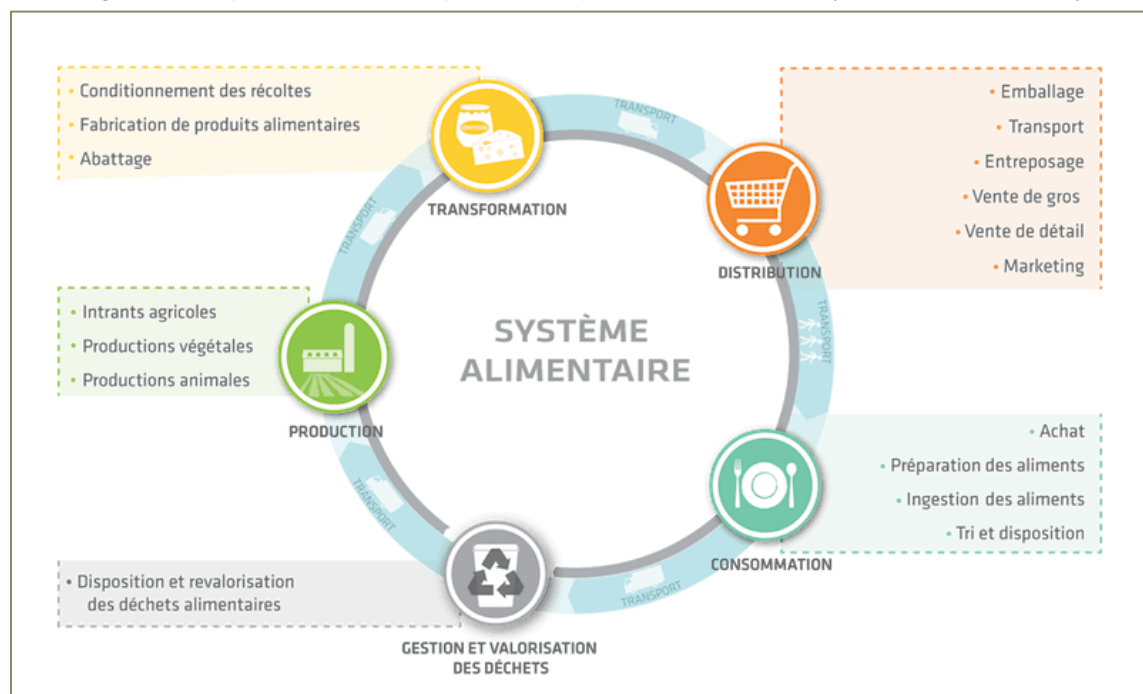 • Conditionnement des récoltes
• Fabrication de produits alimentaires
• Abattage
TRANSFORMATION
TRANSPORT
• Emballage
• Transport
• Entreposage
• Vente de gros
• Vente de détail
• Marketing
DISTRIBUTION
TRANSPORT
TRANSPORT
• Intrants agricoles
• Productions végétales
• Productions animales
PRODUCTION
SYSTÈME
ALIMENTAIRE
• Achat
• Préparation des aliments
• Ingestion des aliments
• Tri et disposition
CONSOMMATION
TRANSPORT
TRANSPORT
• Disposition et revalorisation
des déchets alimentaires
GESTION ET VALORISATION
DES DÉCHETS